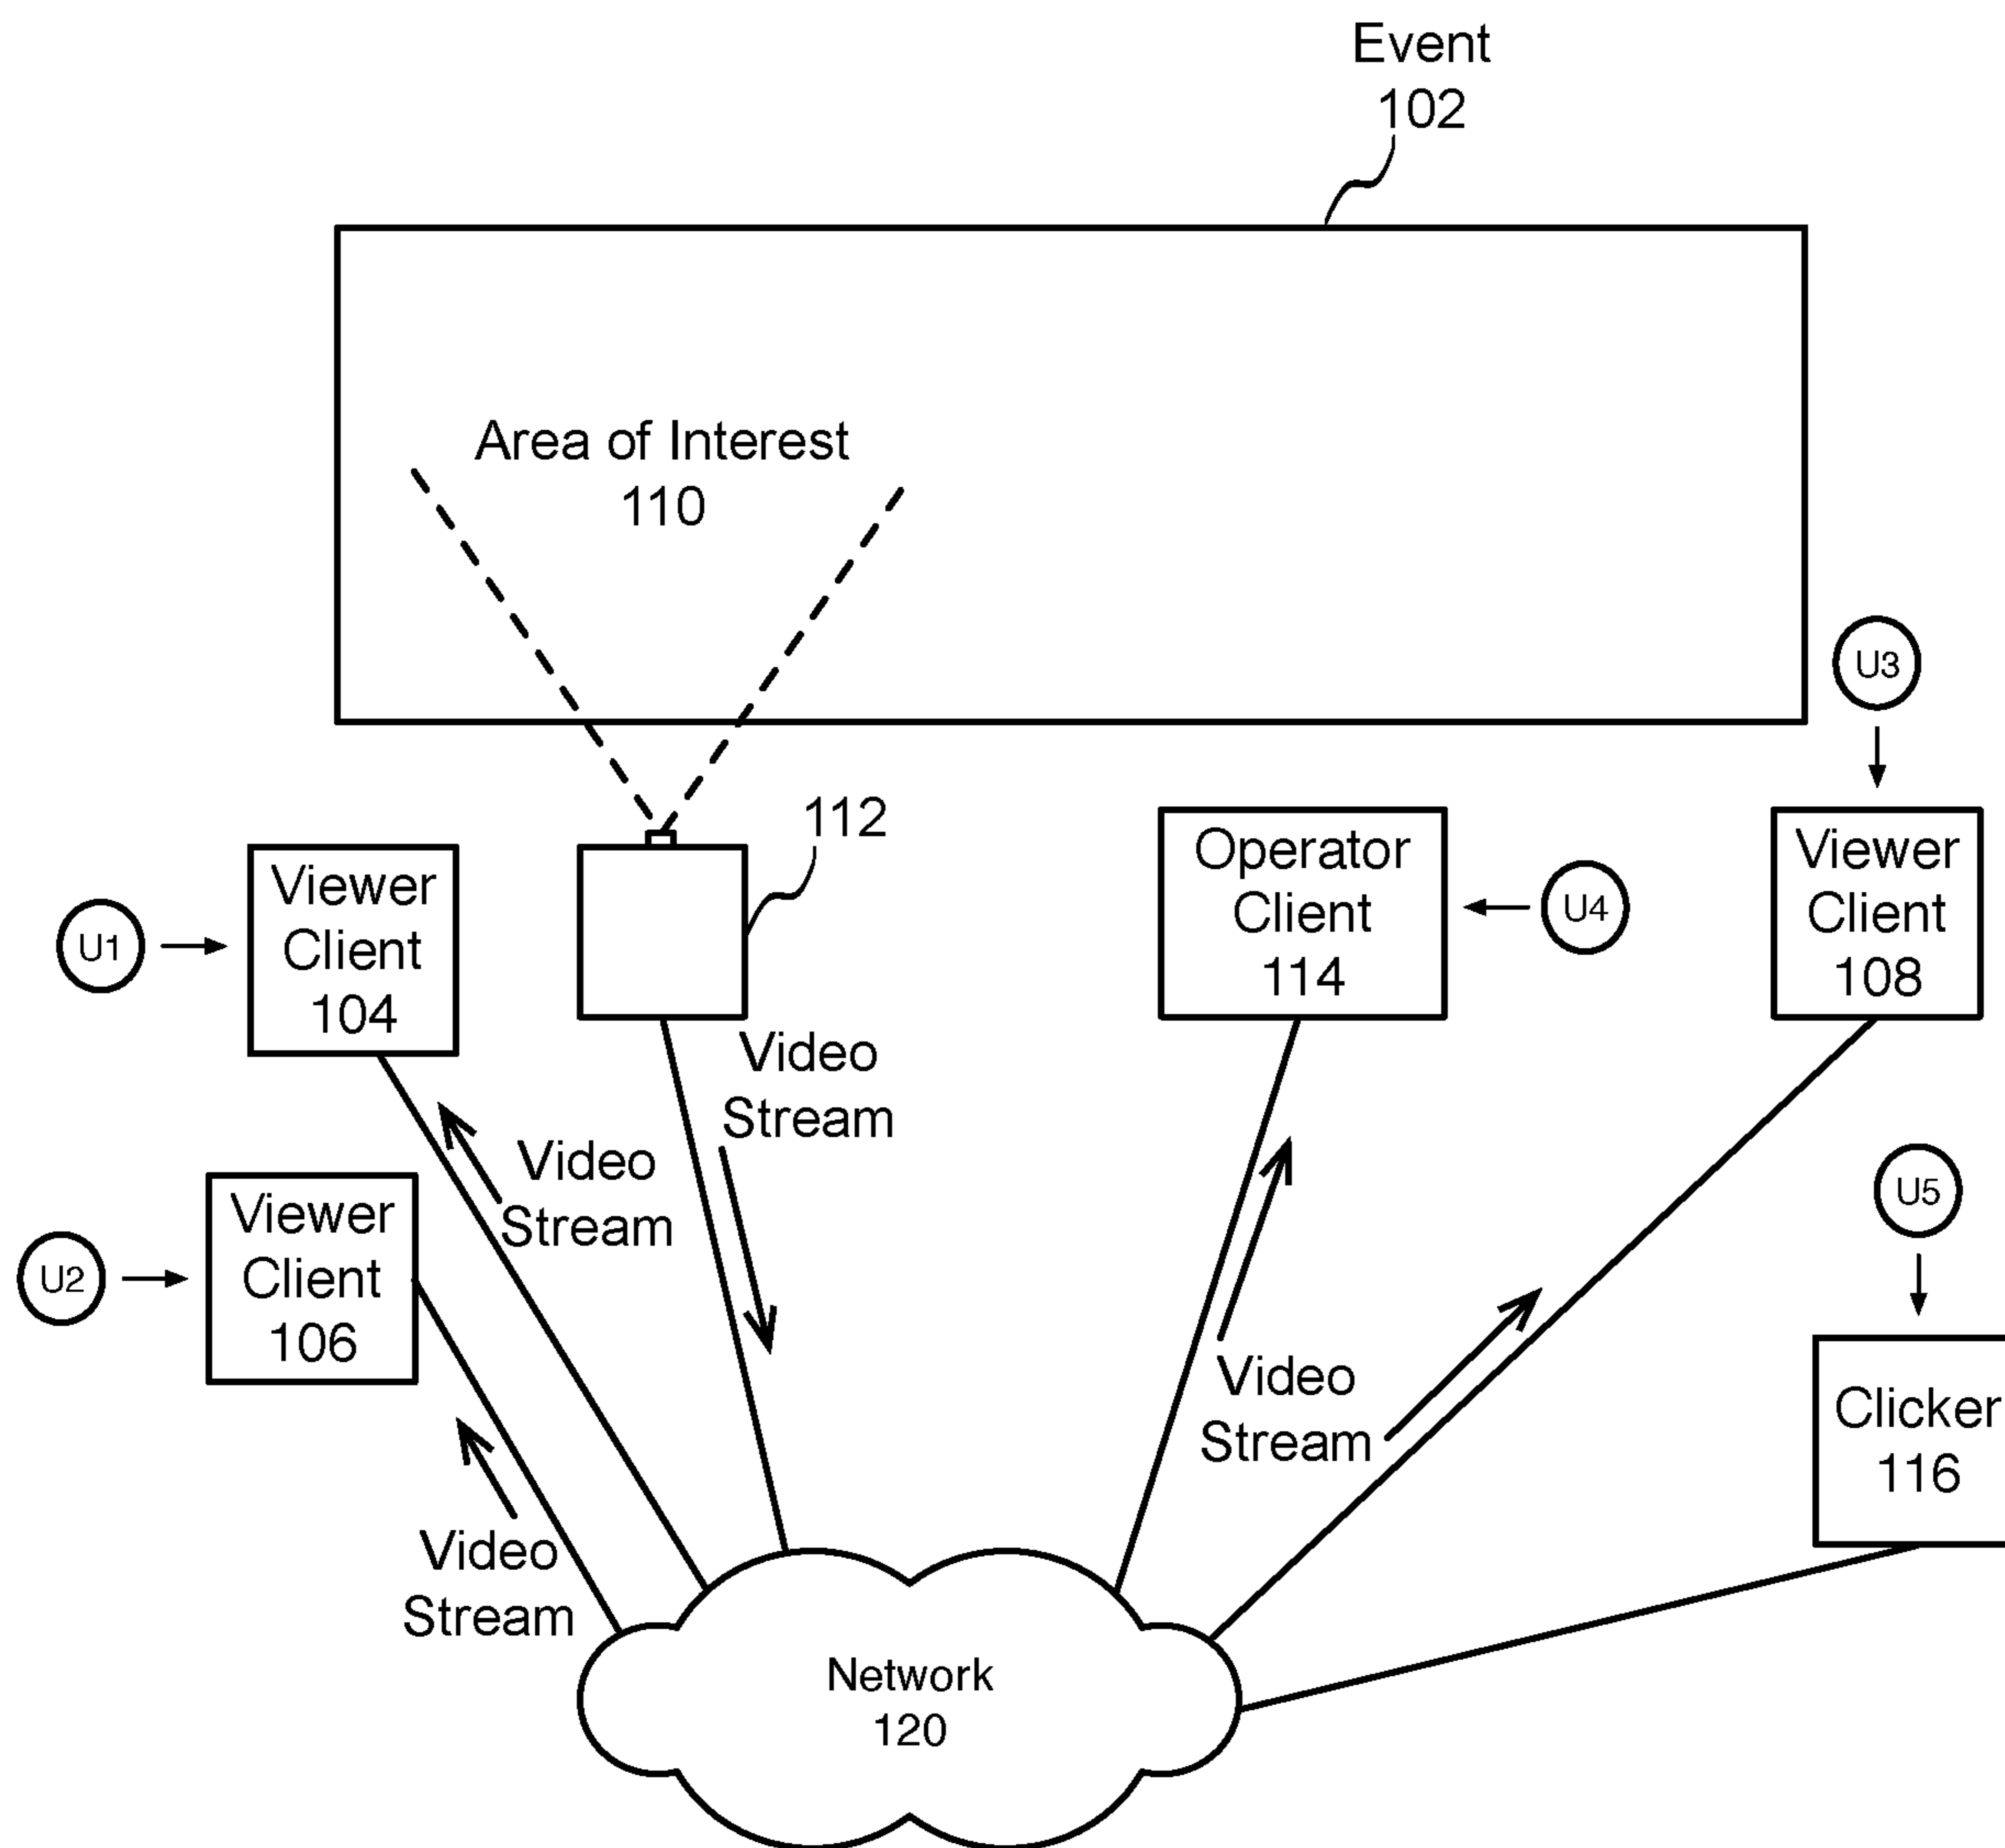 Event
102
Area of Interest
110
U3
112
Viewer
Client
104
U1
Operator
Client
114
U4
Viewer
Client
108
Video
Stream
Video
Stream
Viewer
Client
106
U2
U5
Video
Stream
Clicker
116
Video
Stream
Network
120